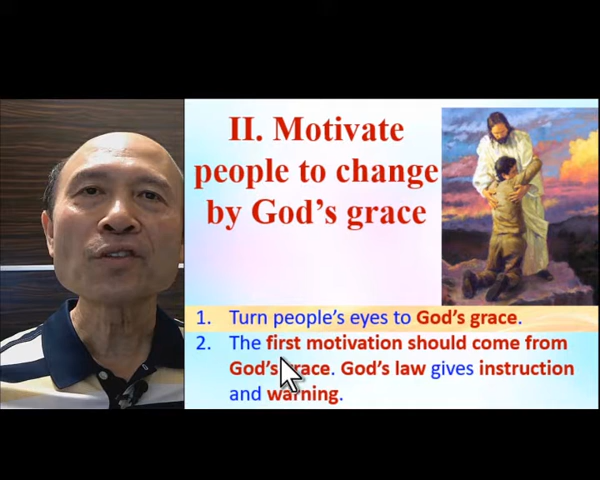 II. Motivate
people to change
by God's grace
1. Turn people's eyes to God's grace.
2. The first motivation should come from
God's grace. God's law gives instruction
and warning.